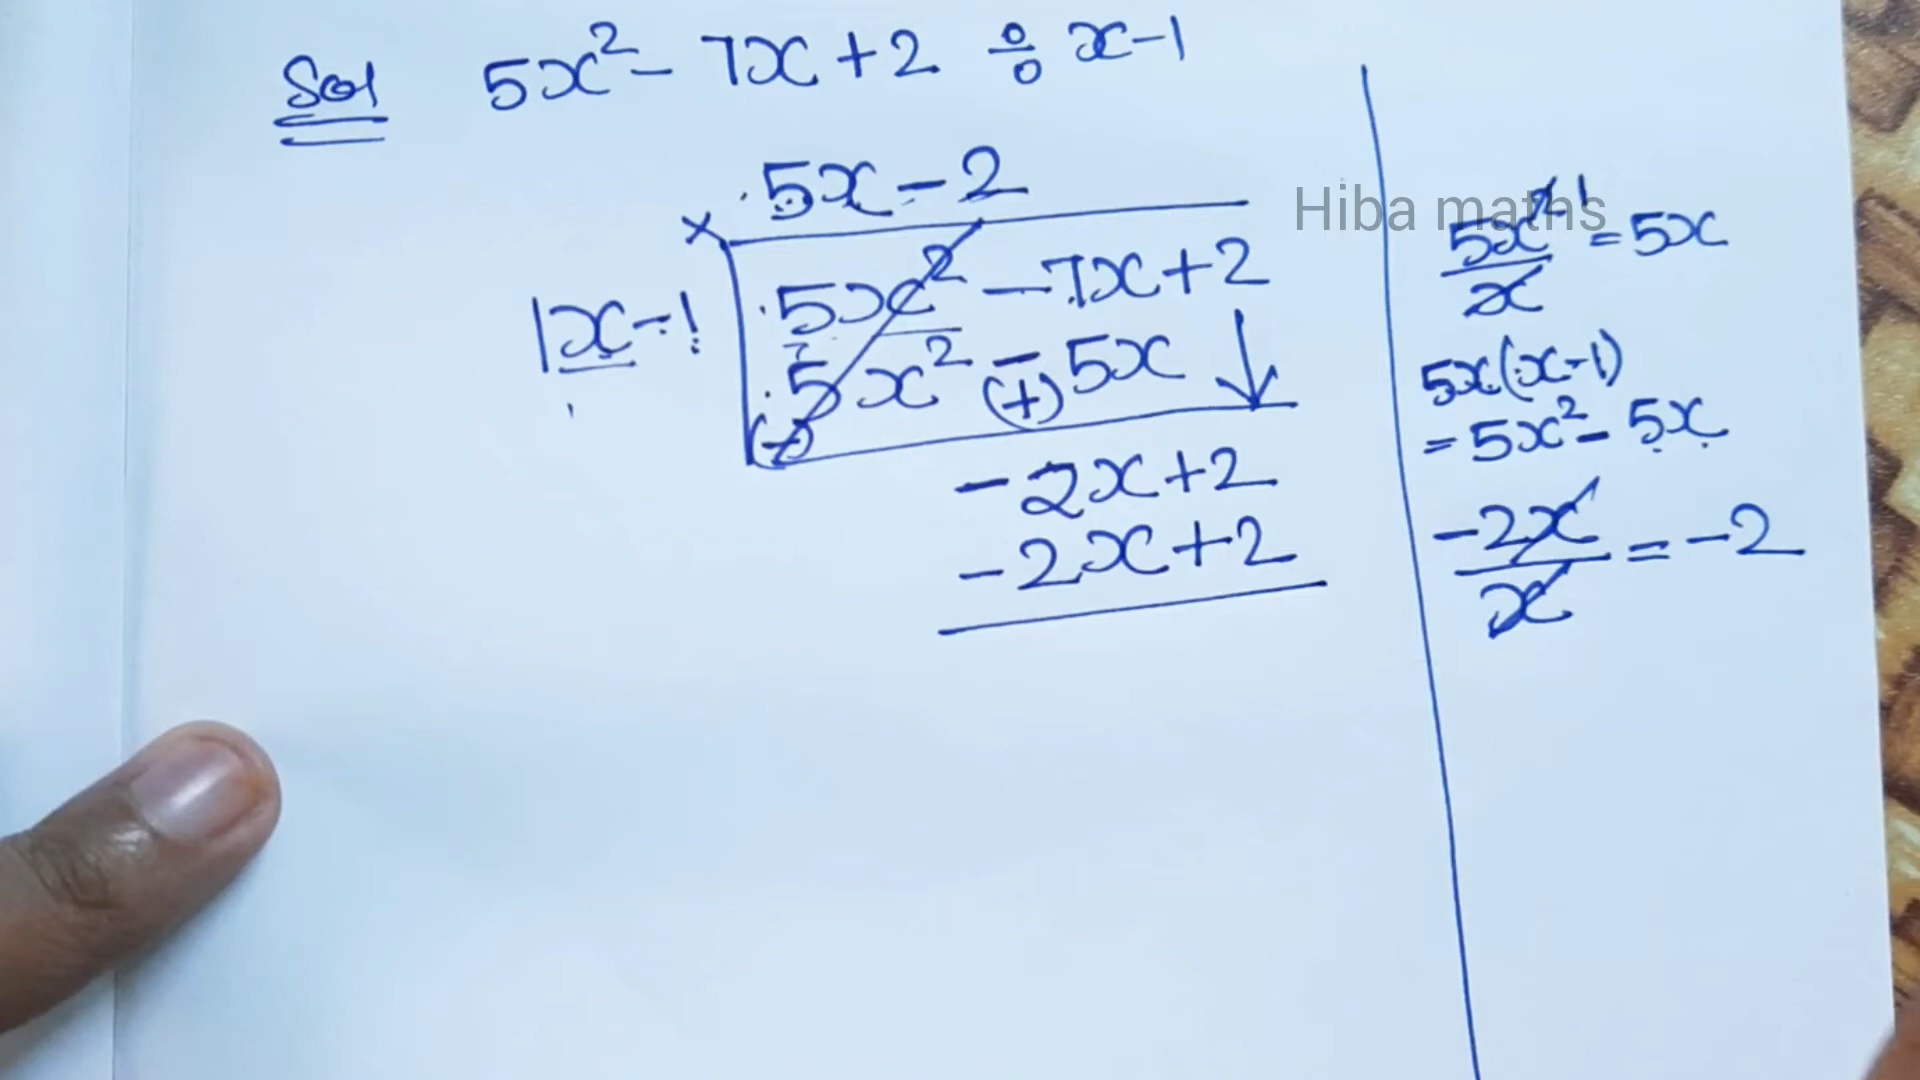 Sol 5x² - 7x + 2 ÷ x - 1
5x - 2
x - 1
5x² - 7x + 2
5x² - 5x
(-) (+)
- 2x + 2
- 2x + 2
Hiba maths
5x² / x = 5x
5x(x - 1)
= 5x² - 5x
-2x / x = -2